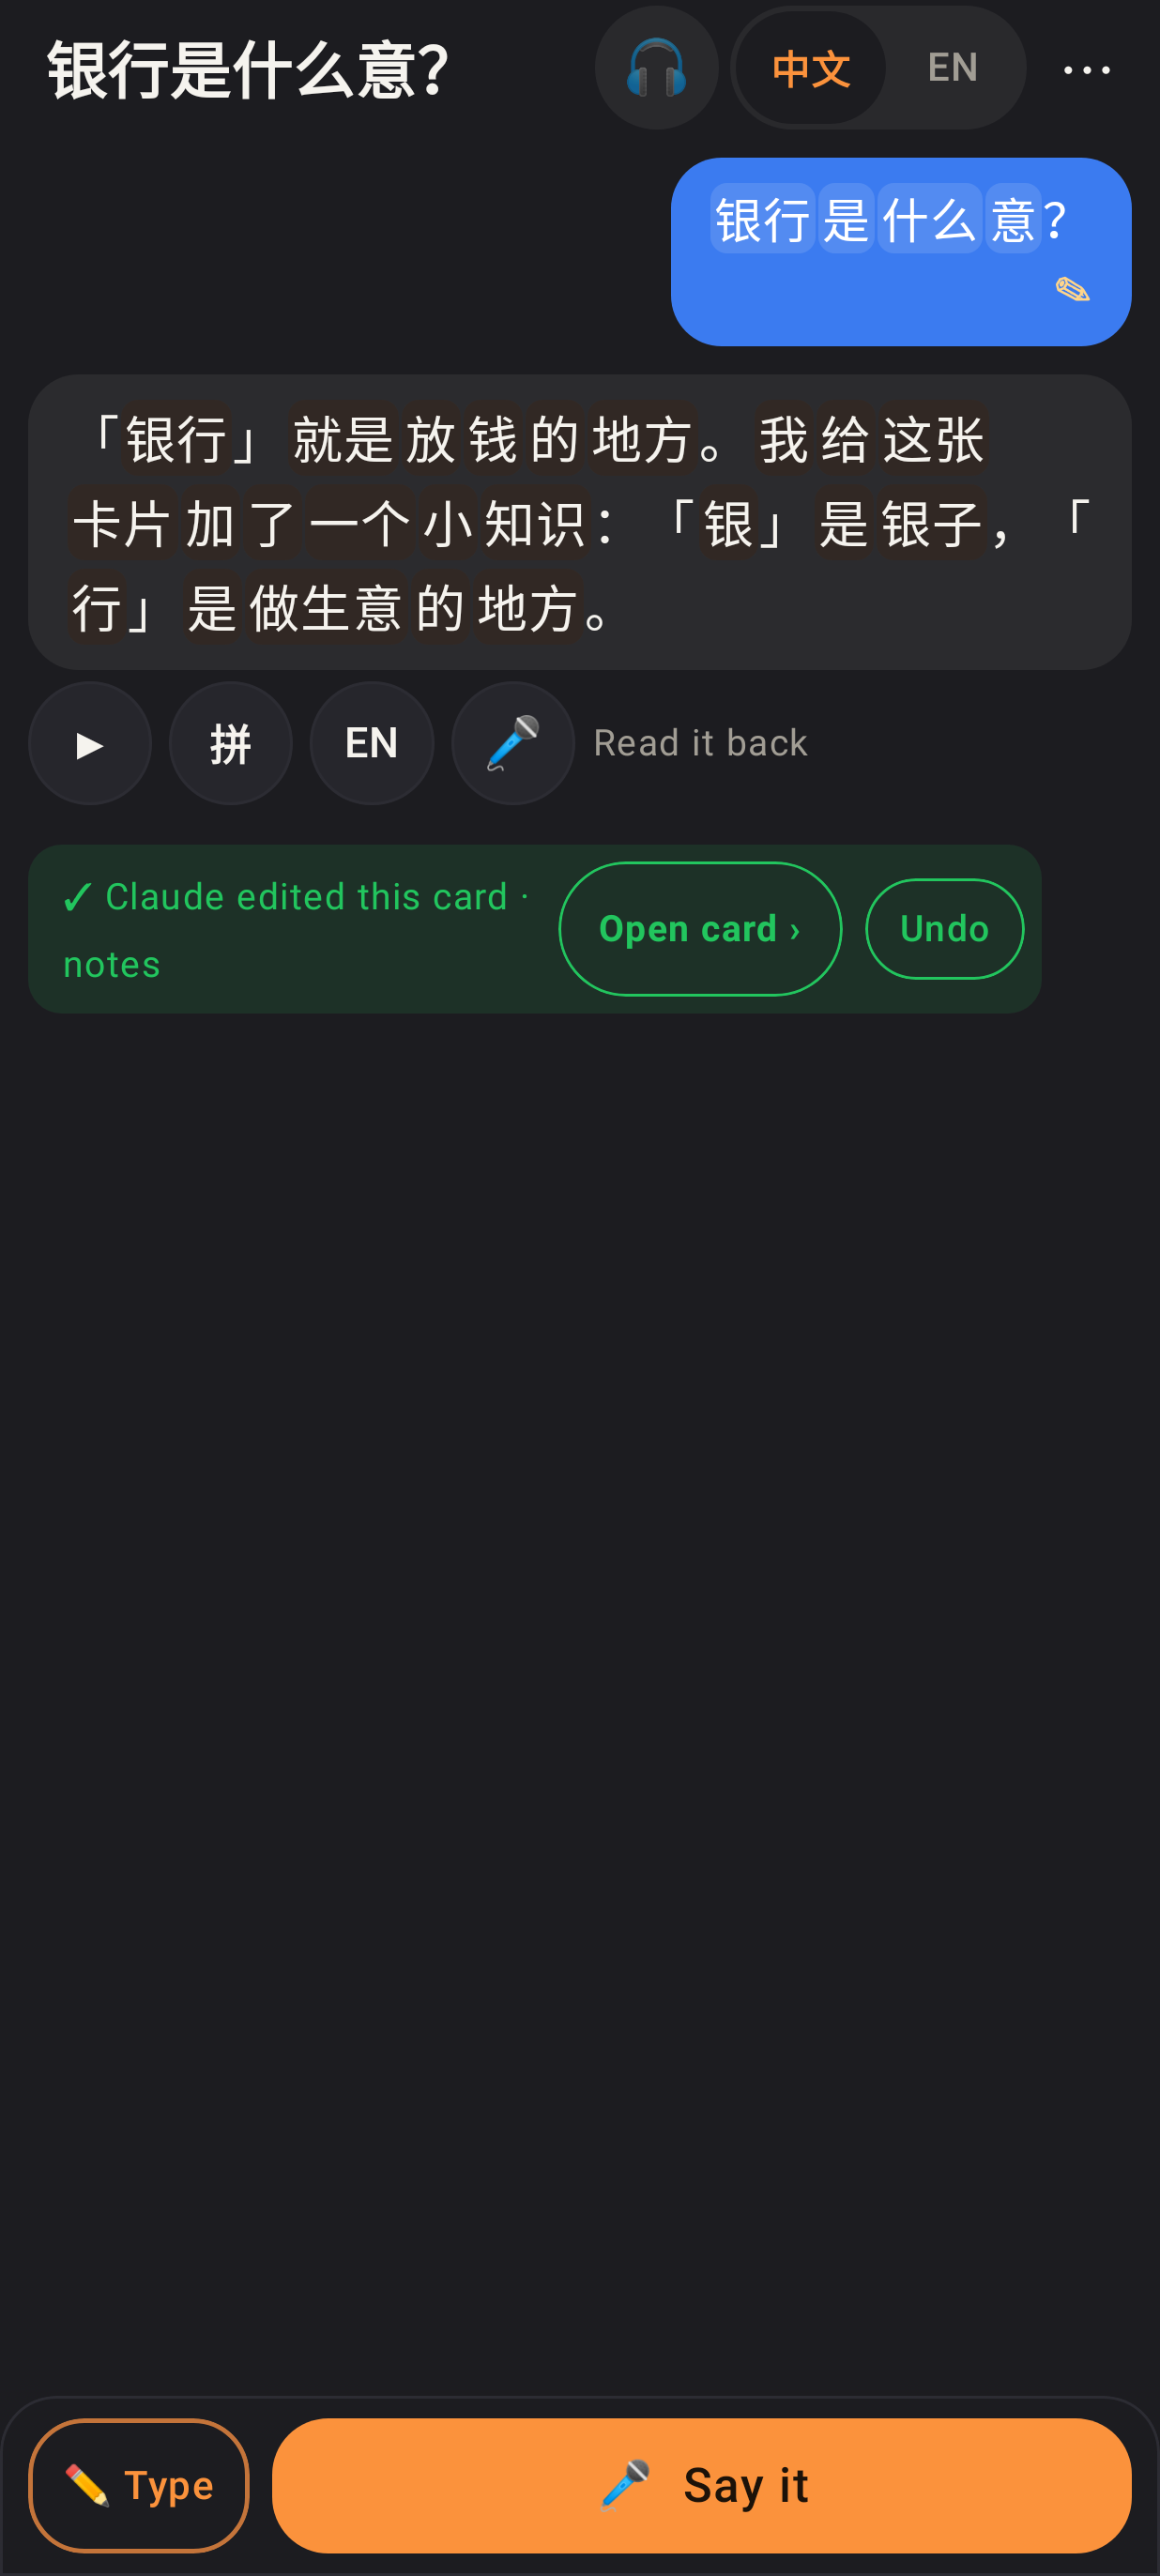 银行是什么意？
🎧 中文 EN ...
银行是什么意？
✎
「银行」就是放钱的地方。我给这张
卡片加了一个小知识：「银」是银子，「
行」是做生意的地方。
▶ 拼 EN 🎤 Read it back
✓ Claude edited this card ·
notes
Open card ›
Undo
✏️ Type
🎤 Say it